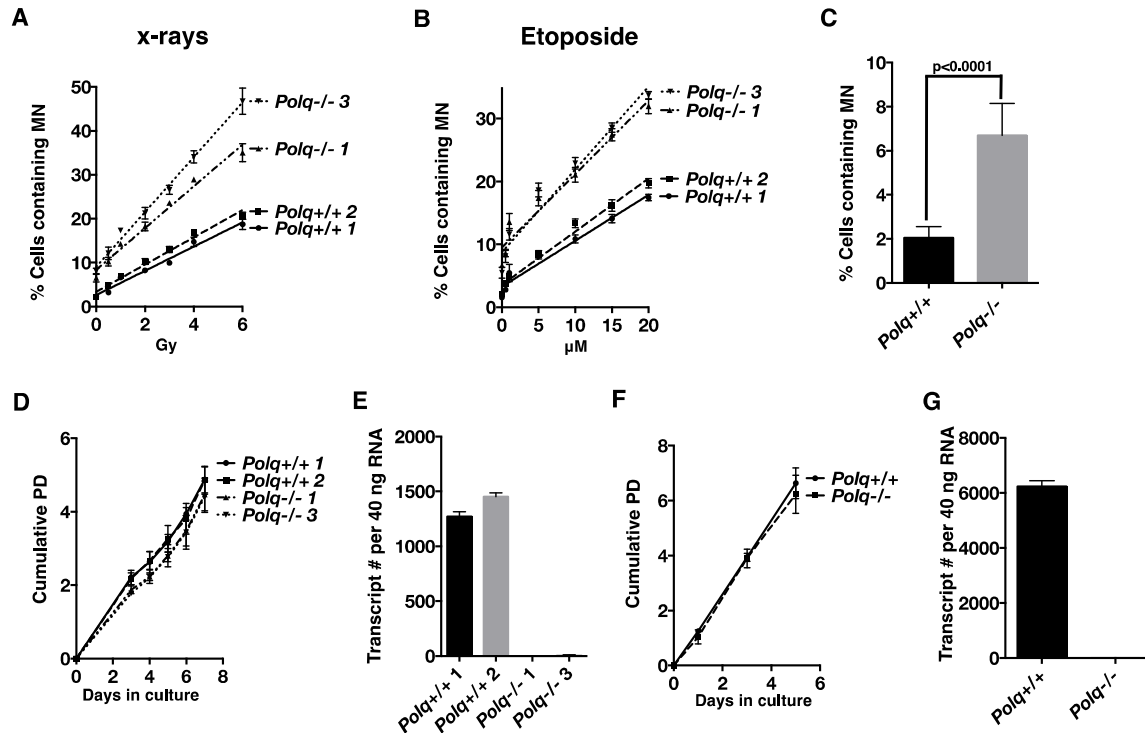 A
x-rays
% Cells containing MN
50
40
30
20
10
0
0 2 4 6
Gy
Polq-/- 3
Polq-/- 1
Polq+/+ 2
Polq+/+ 1
B
Etoposide
% Cells containing MN
30
20
10
0
0 5 10 15 20
µM
Polq-/- 3
Polq-/- 1
Polq+/+ 2
Polq+/+ 1
C
% Cells containing MN
10
8
6
4
2
0
p<0.0001
Polq+/+
Polq-/-
D
Cumulative PD
6
4
2
0
0 2 4 6 8
Days in culture
Polq+/+ 1
Polq+/+ 2
Polq-/- 1
Polq-/- 3
E
Transcript # per 40 ng RNA
2000
1500
1000
500
0
Polq+/+ 1
Polq+/+ 2
Polq-/- 1
Polq-/- 3
F
Cumulative PD
8
6
4
2
0
0 2 4 6
Days in culture
Polq+/+
Polq-/-
G
Transcript # per 40 ng RNA
8000
6000
4000
2000
0
Polq+/+
Polq-/-